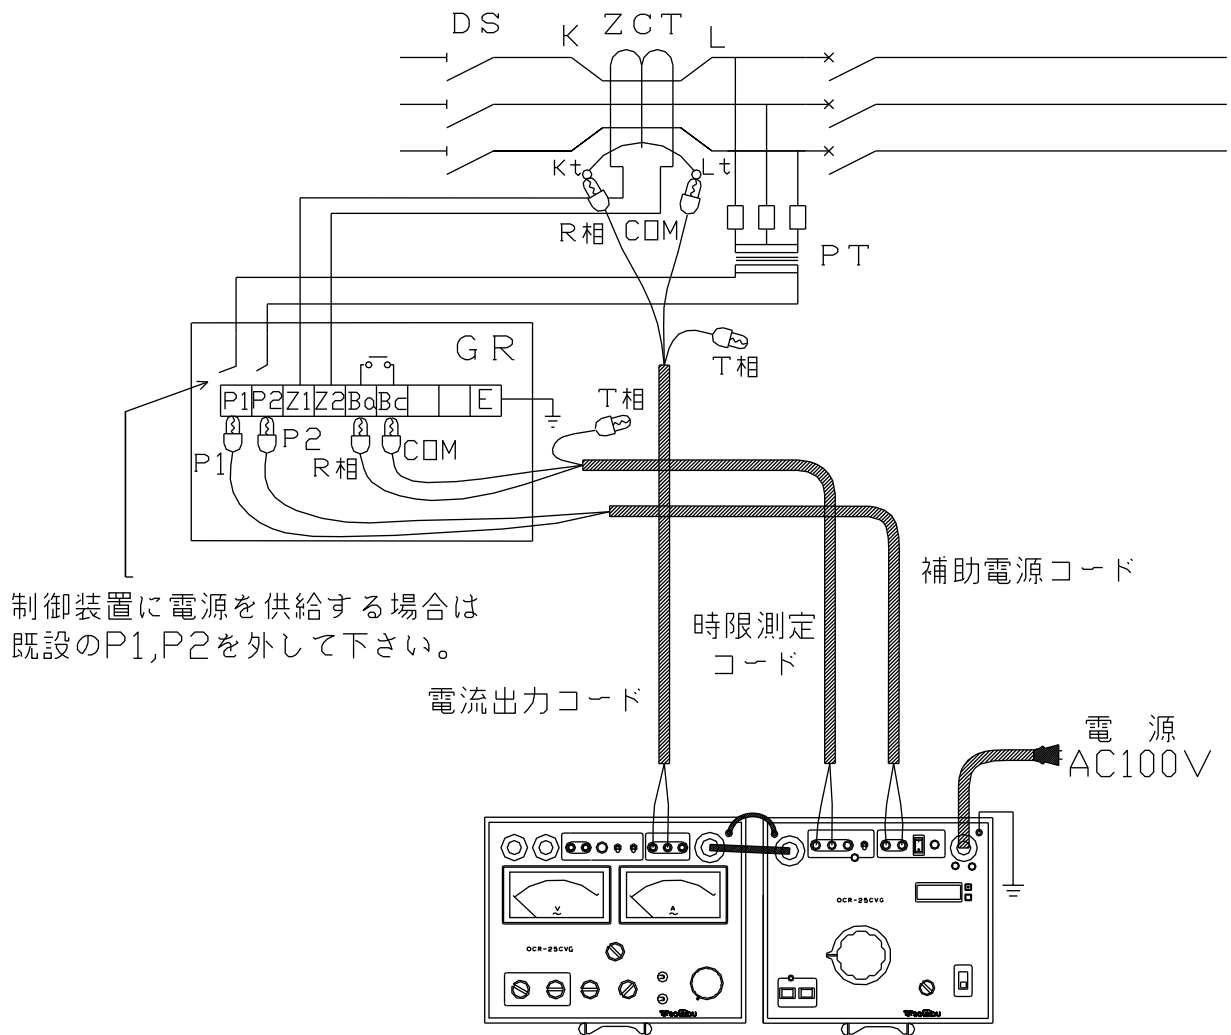 DS
K
ZCT
L
Kt
Lt
R相
COM
PT
GR
T相
P1
P2
Z1
Z2
Ba
Bc
E
T相
P1
P2
R相
COM
制御装置に電源を供給する場合は
既設のP1,P2を外して下さい。
補助電源コード
時限測定
コード
電流出力コード
電 源
AC100V
V
A
OCR-25CVG
OCR-25CVG